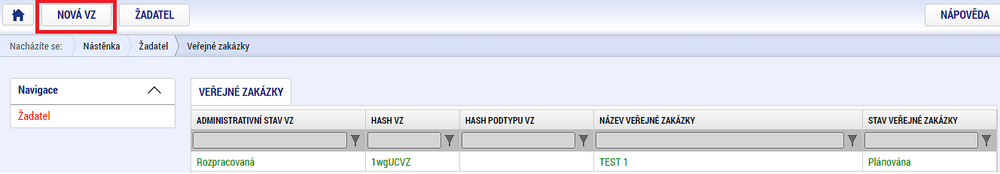 NOVÁ VZ ŽADATEL NÁPOVĚDA
Nacházíte se: Nástěnka Žadatel Veřejné zakázky
Navigace
Žadatel
VEŘEJNÉ ZAKÁZKY
ADMINISTRATIVNÍ STAV VZ HASH VZ HASH PODTYPU VZ NÁZEV VEŘEJNÉ ZAKÁZKY STAV VEŘEJNÉ ZAKÁZKY
Rozpracovaná 1wgUCVZ TEST 1 Plánována